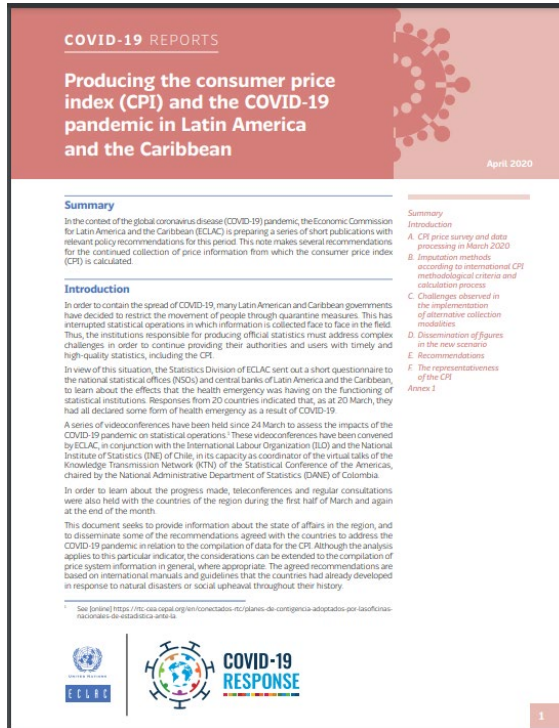 COVID-19 REPORTS
Producing the consumer price
index (CPI) and the COVID-19
pandemic in Latin America
and the Caribbean
April 2020
Summary
In the context of the global coronavirus disease (COVID-19) pandemic, the Economic Commission
for Latin America and the Caribbean (ECLAC) is preparing a series of short publications with
relevant policy recommendations for this period. This note makes several recommendations
for the continued collection of price information from which the consumer price index
(CPI) is calculated.
Introduction
In order to contain the spread of COVID-19, many Latin American and Caribbean governments
have decided to restrict the movement of people through quarantine measures. This has
interrupted statistical operations in which information is collected face to face in the field.
Thus, the institutions responsible for producing official statistics must address complex
challenges in order to continue providing their authorities and users with timely and
high-quality statistics, including the CPI.
In view of this situation, the Statistics Division of ECLAC sent out a short questionnaire to
the national statistical offices (NSOs) and central banks of Latin America and the Caribbean,
to learn about the effects that the health emergency was having on the functioning of
statistical institutions. Responses from 20 countries indicated that, as at 20 March, they
had all declared some form of health emergency as a result of COVID-19.
A series of videoconferences have been held since 24 March to assess the impacts of the
COVID-19 pandemic on statistical operations.¹ These videoconferences have been convened
by ECLAC, in conjunction with the International Labour Organization (ILO) and the National
Institute of Statistics (INE) of Chile, in its capacity as coordinator of the virtual talks of the
Knowledge Transmission Network (KTN) of the Statistical Conference of the Americas,
chaired by the National Administrative Department of Statistics (DANE) of Colombia.
In order to learn about the progress made, teleconferences and regular consultations
were also held with the countries of the region during the first half of March and again
at the end of the month.
This document seeks to provide information about the state of affairs in the region, and
to disseminate some of the recommendations agreed with the countries to address the
COVID-19 pandemic in relation to the compilation of data for the CPI. Although the analysis
applies to this particular indicator, the considerations can be extended to the compilation of
price system information in general, where appropriate. The agreed recommendations are
based on international manuals and guidelines that the countries had already developed
in response to natural disasters or social upheaval throughout their history.
¹ See [online] https://rtc-cea.cepal.org/en/conectados-rtc/planes-de-contigencia-adoptados-por-lasoficinas-
nacionales-de-estadistica-ante-la.
Summary
Introduction
A. CPI price survey and data
processing in March 2020
B. Imputation methods
according to international CPI
methodological criteria and
calculation process
C. Challenges observed in
the implementation
of alternative collection
modalities
D. Dissemination of figures
in the new scenario
E. Recommendations
F. The representativeness
of the CPI
Annex 1
United Nations
ECLAC
COVID-19
RESPONSE
1